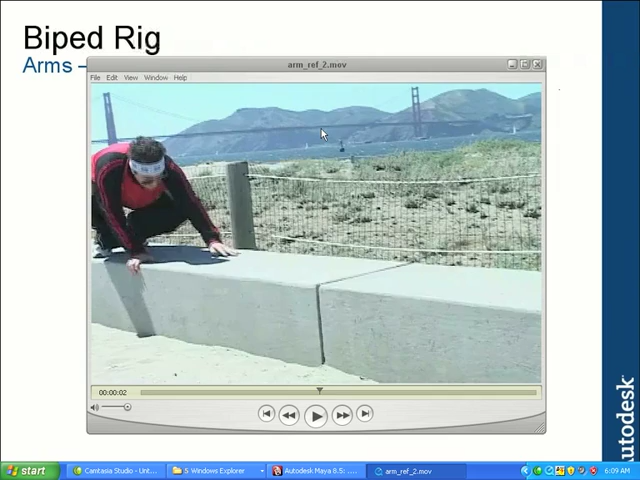 Biped Rig
Arms –
arm_ref_2.mov
File Edit View Window Help
00:00:02
Autodesk
start
Camtasia Studio - Unt...
5 Windows Explorer
Autodesk Maya 8.5: ...
arm_ref_2.mov
6:09 AM